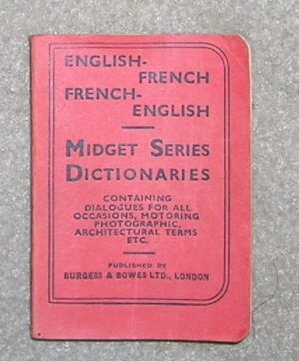 ENGLISH-
FRENCH
FRENCH-
ENGLISH
MIDGET SERIES
DICTIONARIES
CONTAINING
DIALOGUES FOR ALL
OCCASIONS, MOTORING
PHOTOGRAPHIC,
ARCHITECTURAL TERMS
ETC.
PUBLISHED BY
BURGESS & BOWES LTD., LONDON